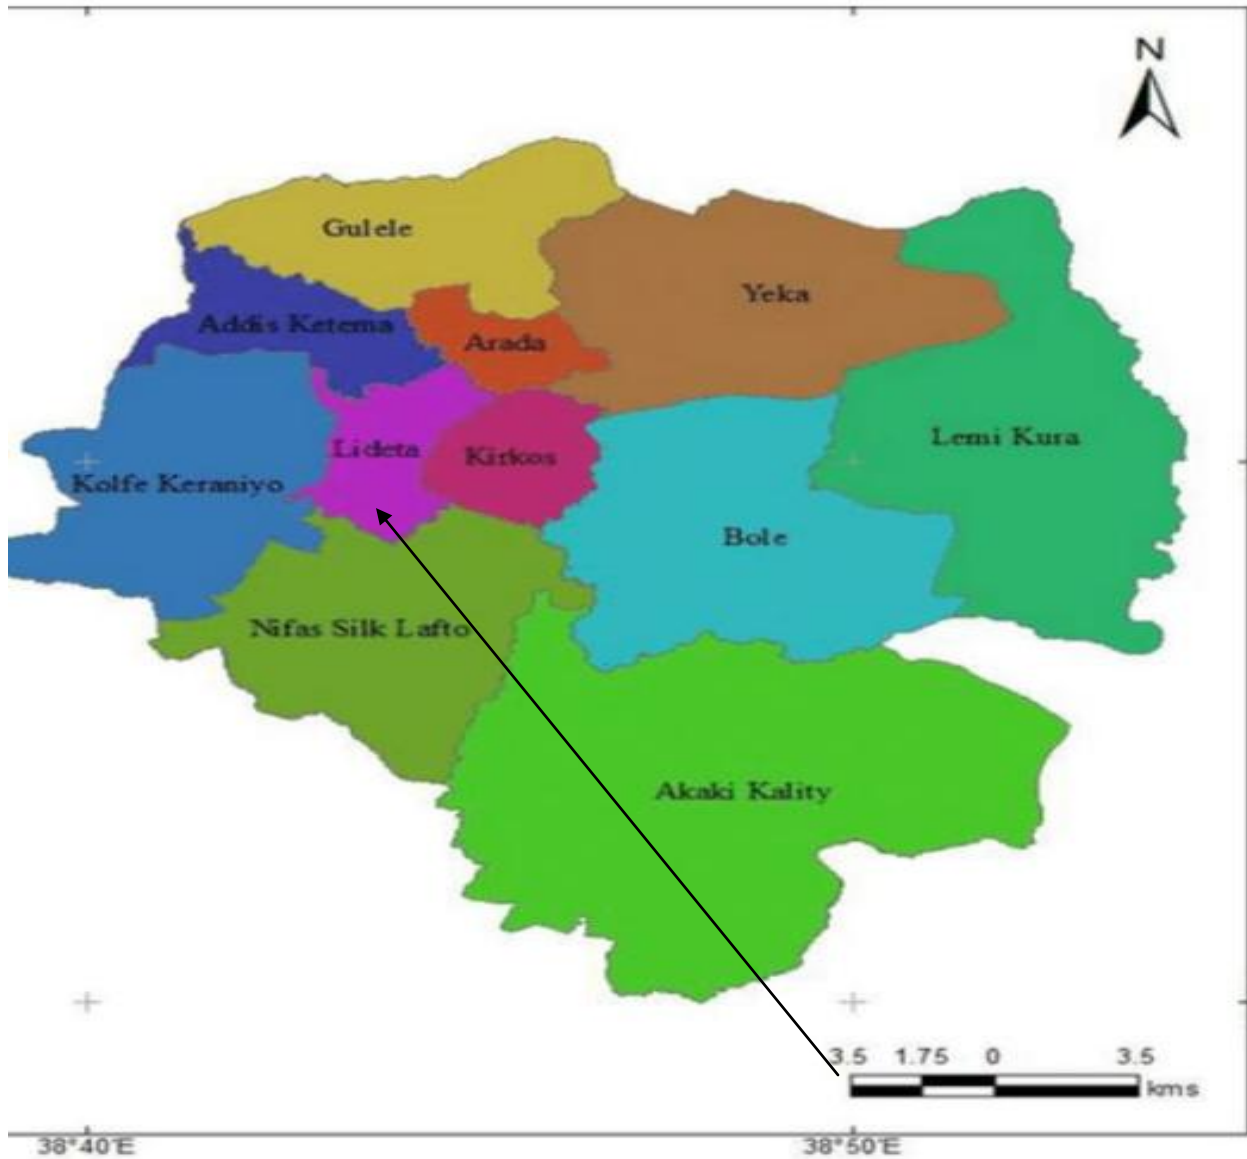 N
Gulele
Yeka
Addis Ketema
Arada
Lemi Kura
Lideta
Kirkos
Kolfe Keraniyo
Bole
Nifas Silk Lafto
Akaki Kality
3.5 1.75 0 3.5
kms
38°40'E 38°50'E